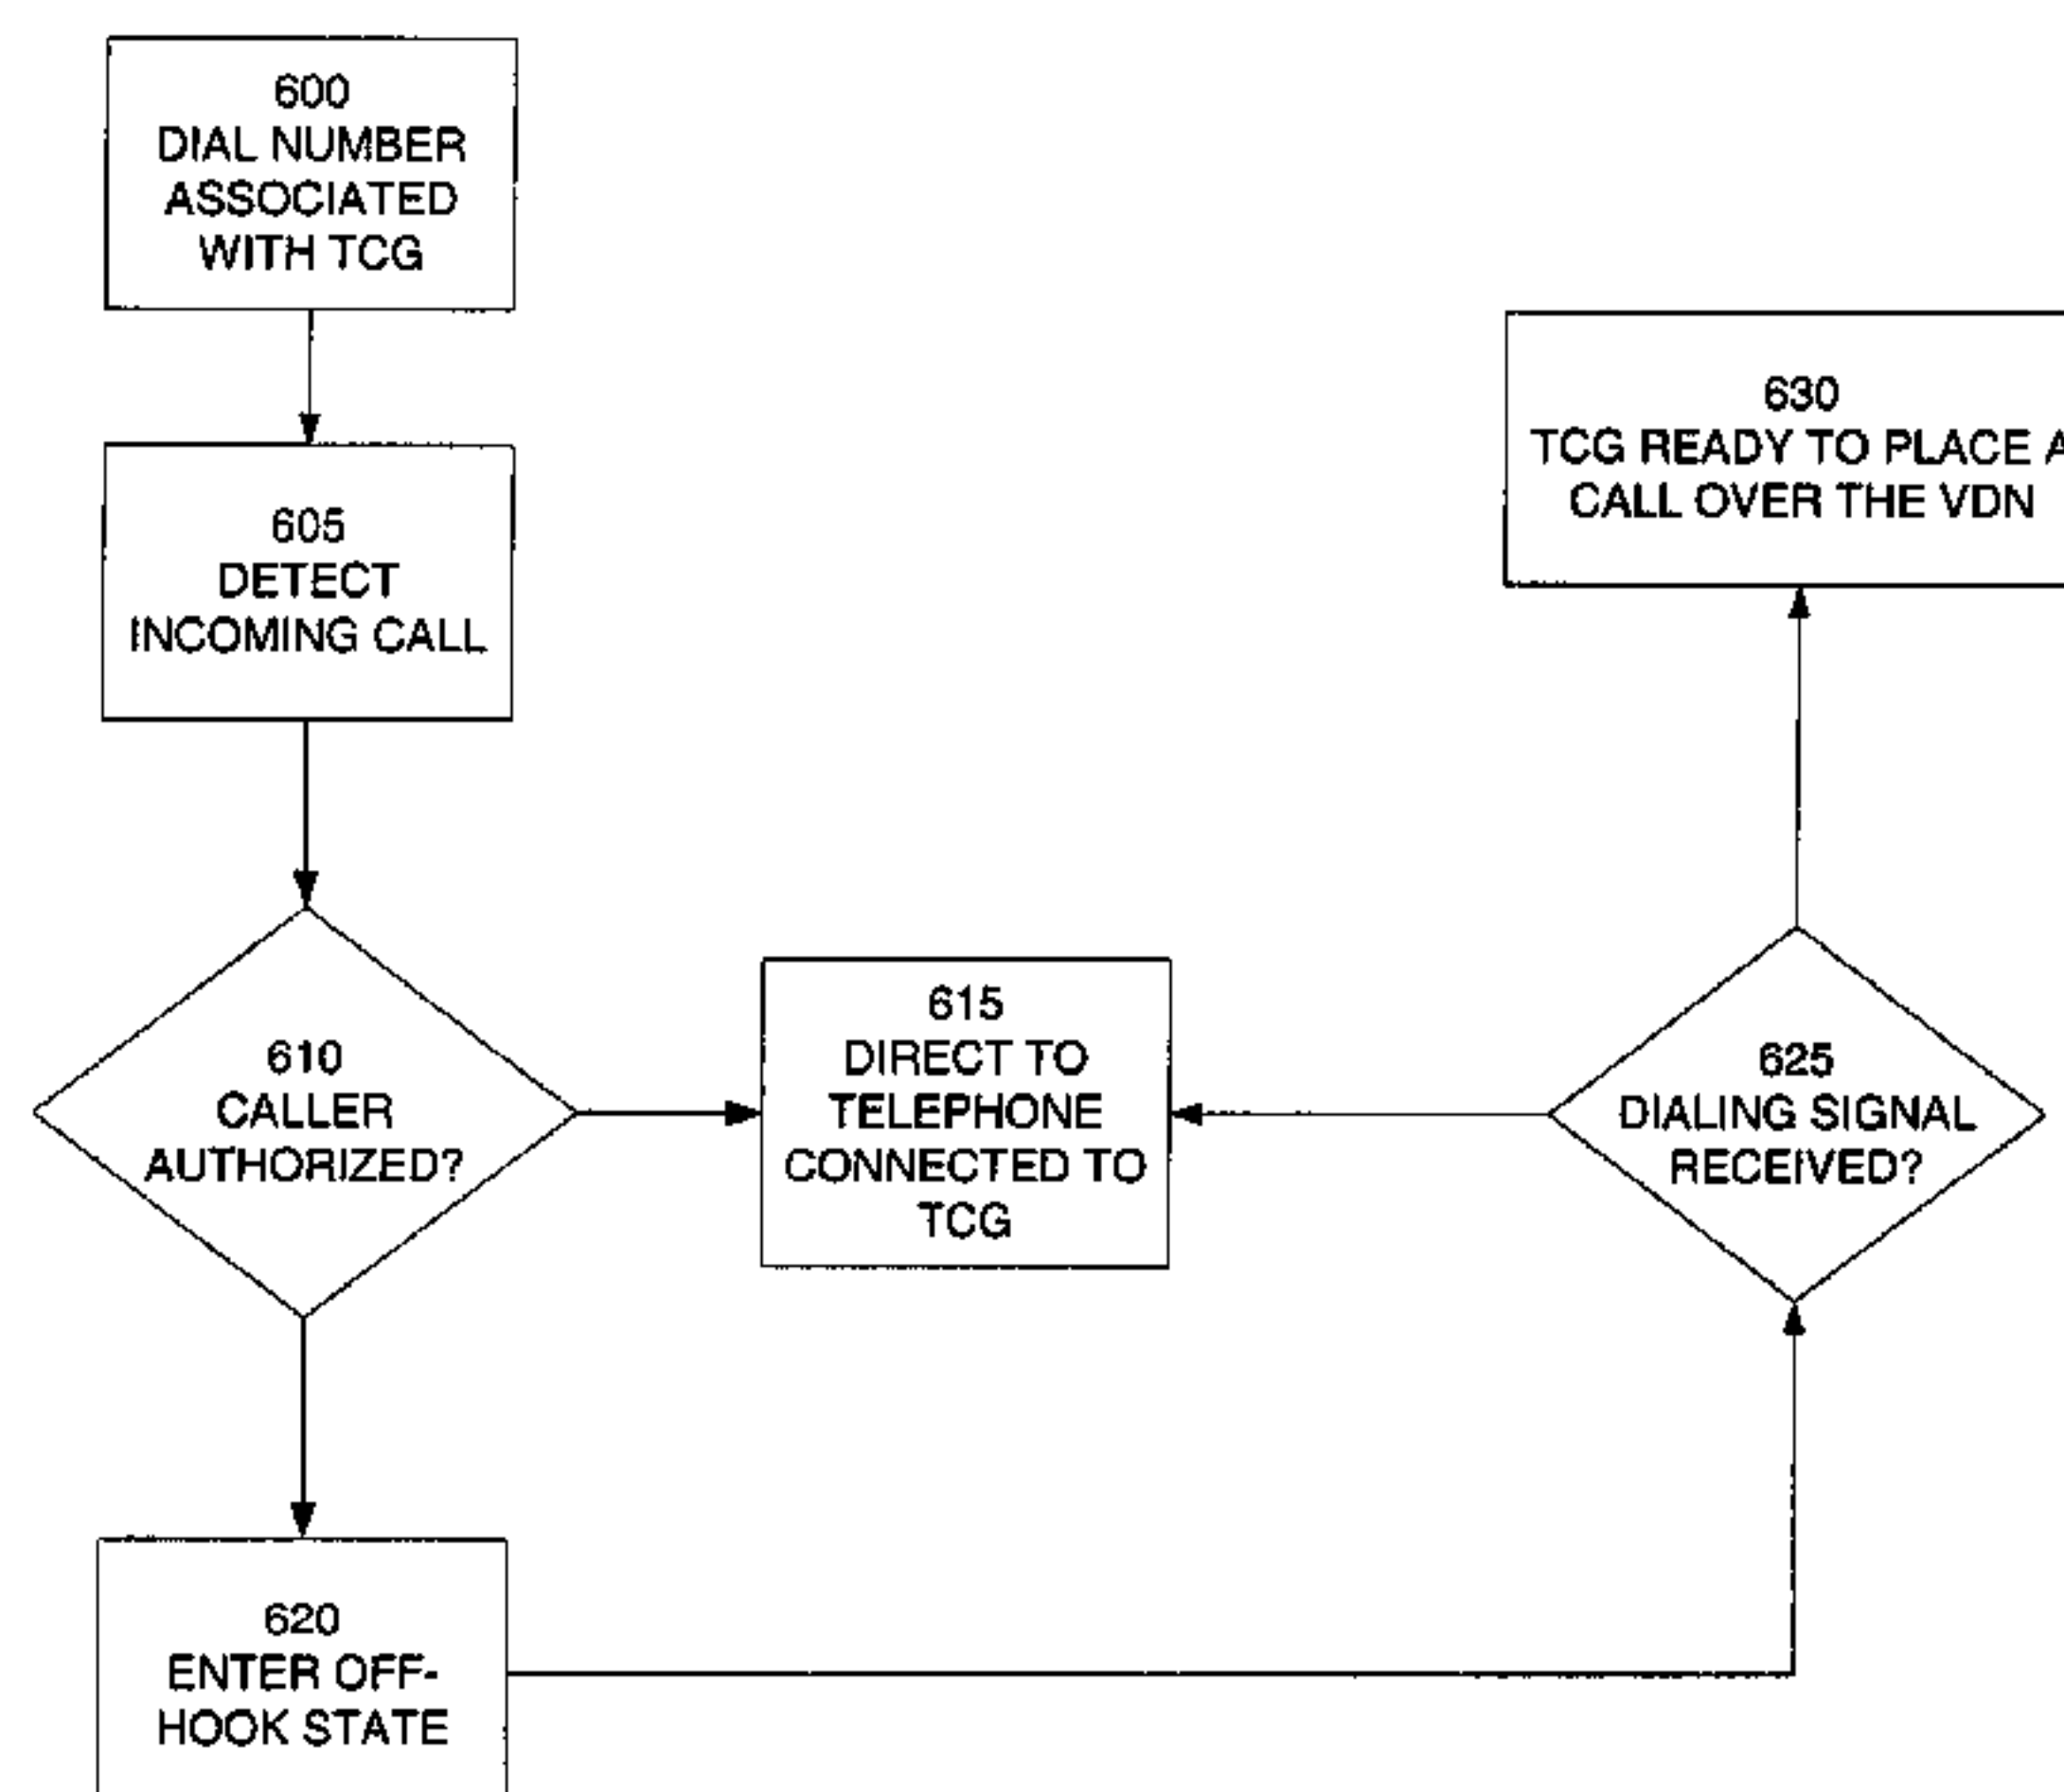 600
DIAL NUMBER
ASSOCIATED
WITH TCG
605
DETECT
INCOMING CALL
610
CALLER
AUTHORIZED?
615
DIRECT TO
TELEPHONE
CONNECTED TO
TCG
620
ENTER OFF-
HOOK STATE
625
DIALING SIGNAL
RECEIVED?
630
TCG READY TO PLACE A
CALL OVER THE VDN